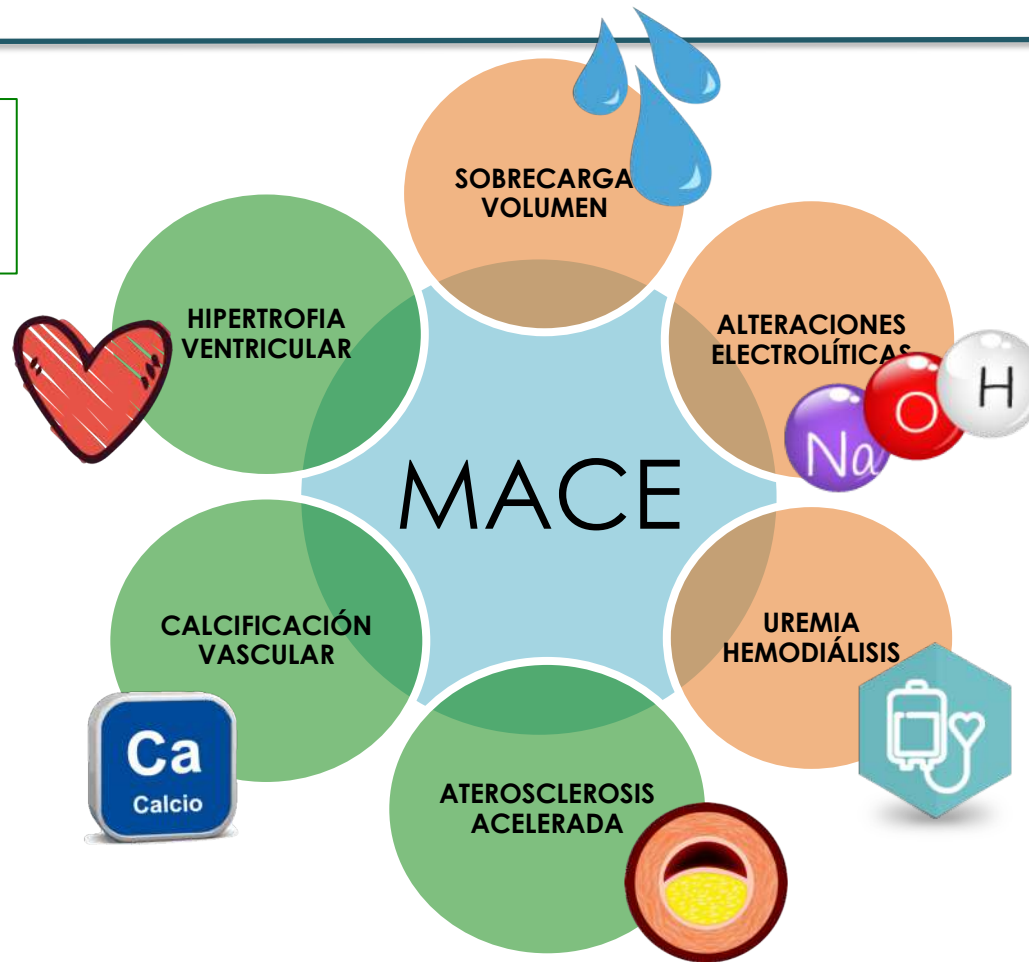 SOBRECARGA
VOLUMEN
HIPERTROFIA
VENTRICULAR
ALTERACIONES
ELECTROLÍTICAS
Na
O
H
MACE
CALCIFICACIÓN
VASCULAR
UREMIA
HEMODIÁLISIS
Ca
Calcio
ATEROSCLEROSIS
ACELERADA